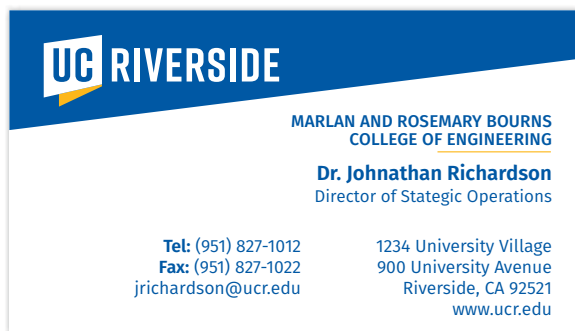 UC RIVERSIDE
MARLAN AND ROSEMARY BOURNS
COLLEGE OF ENGINEERING
Dr. Johnathan Richardson
Director of Stategic Operations
Tel: (951) 827-1012
Fax: (951) 827-1022
jrichardson@ucr.edu
1234 University Village
900 University Avenue
Riverside, CA 92521
www.ucr.edu